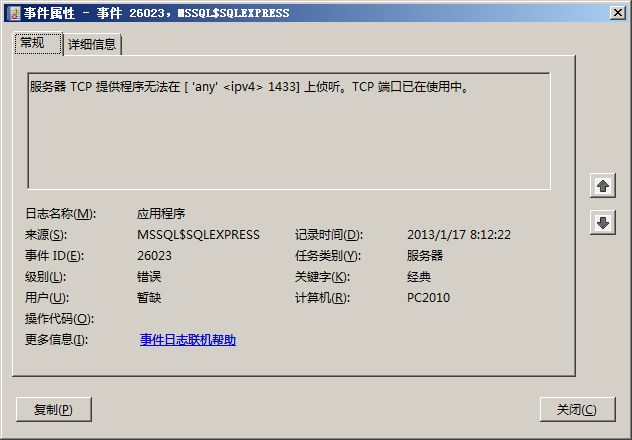 事件属性 - 事件 26023，MSSQL$SQLEXPRESS
常规 详细信息
服务器 TCP 提供程序无法在 [ 'any' <ipv4> 1433] 上侦听。TCP 端口已在使用中。
日志名称(M): 应用程序
来源(S): MSSQL$SQLEXPRESS 记录时间(D): 2013/1/17 8:12:22
事件 ID(E): 26023 任务类别(Y): 服务器
级别(L): 错误 关键字(K): 经典
用户(U): 暂缺 计算机(R): PC2010
操作代码(O):
更多信息(I): 事件日志联机帮助
复制(P) 关闭(C)